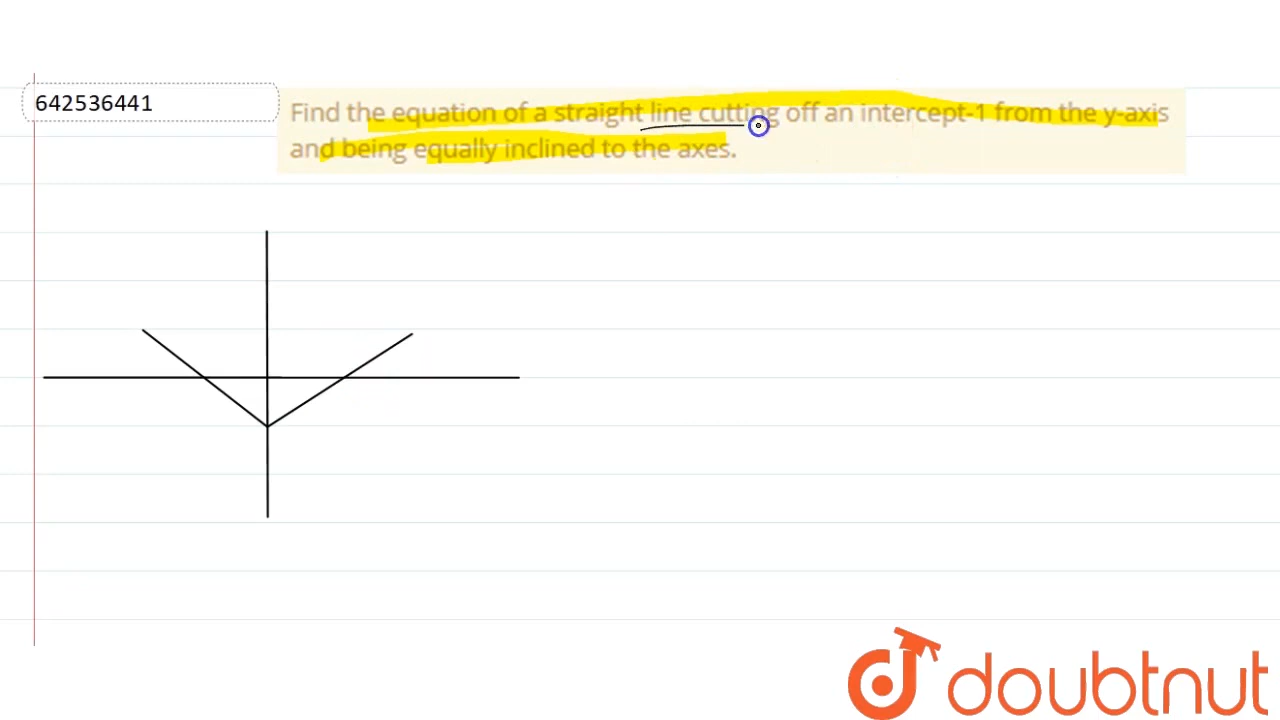 642536441
Find the equation of a straight line cutting off an intercept-1 from the y-axis
and being equally inclined to the axes.
doubtnut